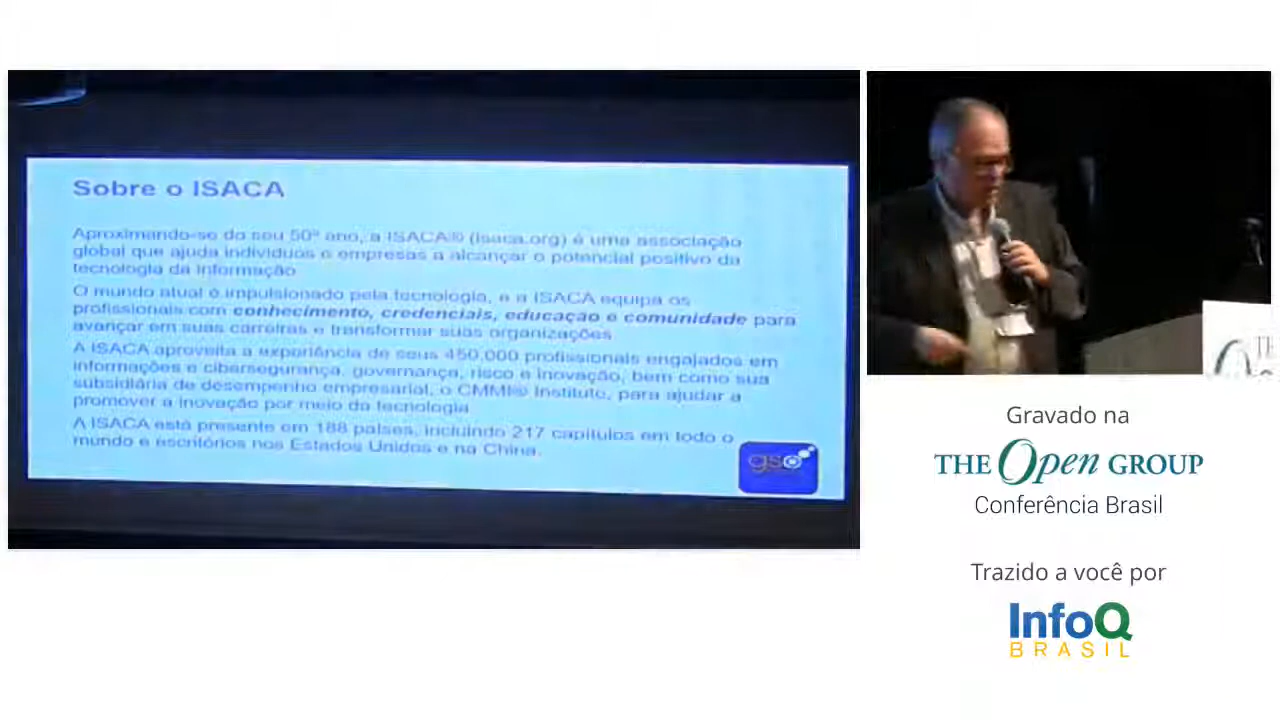 Sobre o ISACA
Aproximando-se do seu 50º ano, a ISACA® (isaca.org) é uma associação
global que ajuda indivíduos e empresas a alcançar o potencial positivo da
tecnologia da informação
O mundo atual é impulsionado pela tecnologia, e a ISACA equipa os
profissionais com conhecimento, credenciais, educação e comunidade para
avançar em suas carreiras e transformar suas organizações
A ISACA aproveita a experiência de seus 450,000 profissionais engajados em
informações e cibersegurança, governança, risco e inovação, bem como sua
subsidiária de desempenho empresarial, o CMMI® Institute, para ajudar a
promover a inovação por meio da tecnologia
A ISACA está presente em 188 países, incluindo 217 capítulos em todo o
mundo e escritórios nos Estados Unidos e na China.
gso
Gravado na
THE Open GROUP
Conferência Brasil
Trazido a você por
InfoQ
BRASIL